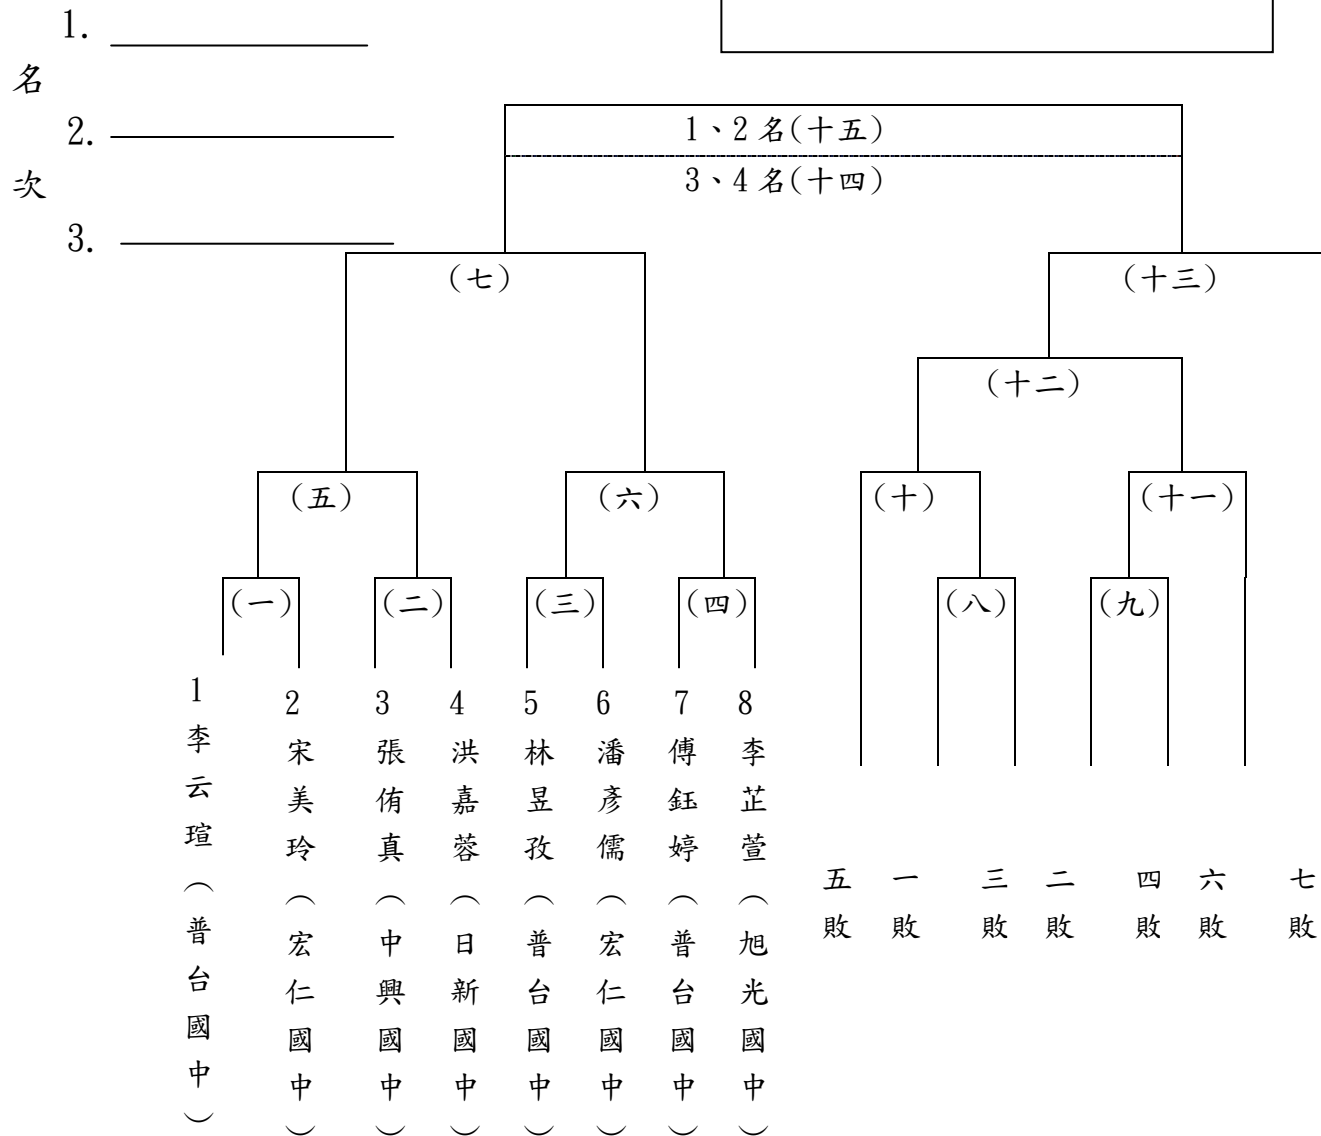 1.
名
2.
次
3.
1、2名(十五)
3、4名(十四)
(七)
(十三)
(十二)
(五)
(六)
(十)
(十一)
(一)
(二)
(三)
(四)
(八)
(九)
1李云瑄（普台國中）
2宋美玲（宏仁國中）
3張侑真（中興國中）
4洪嘉蓉（日新國中）
5林昱孜（普台國中）
6潘彥儒（宏仁國中）
7傅鈺婷（普台國中）
8李芷萱（旭光國中）
五敗
一敗
三敗
二敗
四敗
六敗
七敗